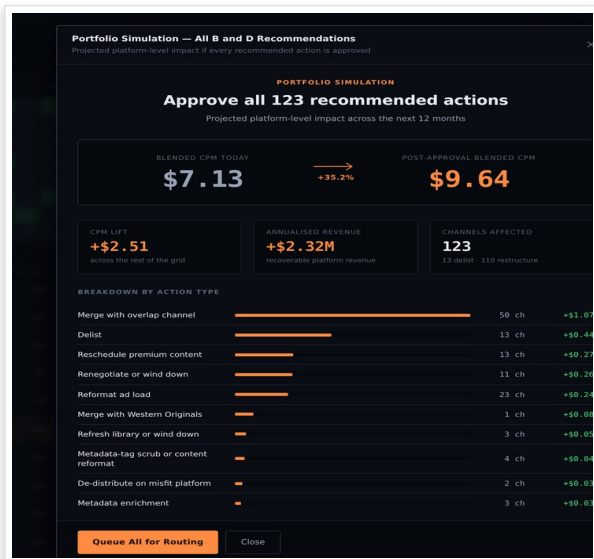 Portfolio Simulation — All B and D Recommendations
Projected platform-level impact if every recommended action is approved
PORTFOLIO SIMULATION
Approve all 123 recommended actions
Projected platform-level impact across the next 12 months
BLENDED CPM TODAY
$7.13
+35.2%
POST-APPROVAL BLENDED CPM
$9.64
CPM LIFT
+$2.51
across the rest of the grid
ANNUALISED REVENUE
+$2.32M
recoverable platform revenue
CHANNELS AFFECTED
123
13 delist · 110 restructure
BREAKDOWN BY ACTION TYPE
Merge with overlap channel 50 ch +$1.07
Delist 13 ch +$0.44
Reschedule premium content 13 ch +$0.27
Renegotiate or wind down 11 ch +$0.26
Reformat ad load 23 ch +$0.24
Merge with Western Originals 1 ch +$0.08
Refresh library or wind down 3 ch +$0.05
Metadata-tag scrub or content
reformat 4 ch +$0.04
De-distribute on misfit platform 2 ch +$0.03
Metadata enrichment 3 ch +$0.03
Queue All for Routing
Close